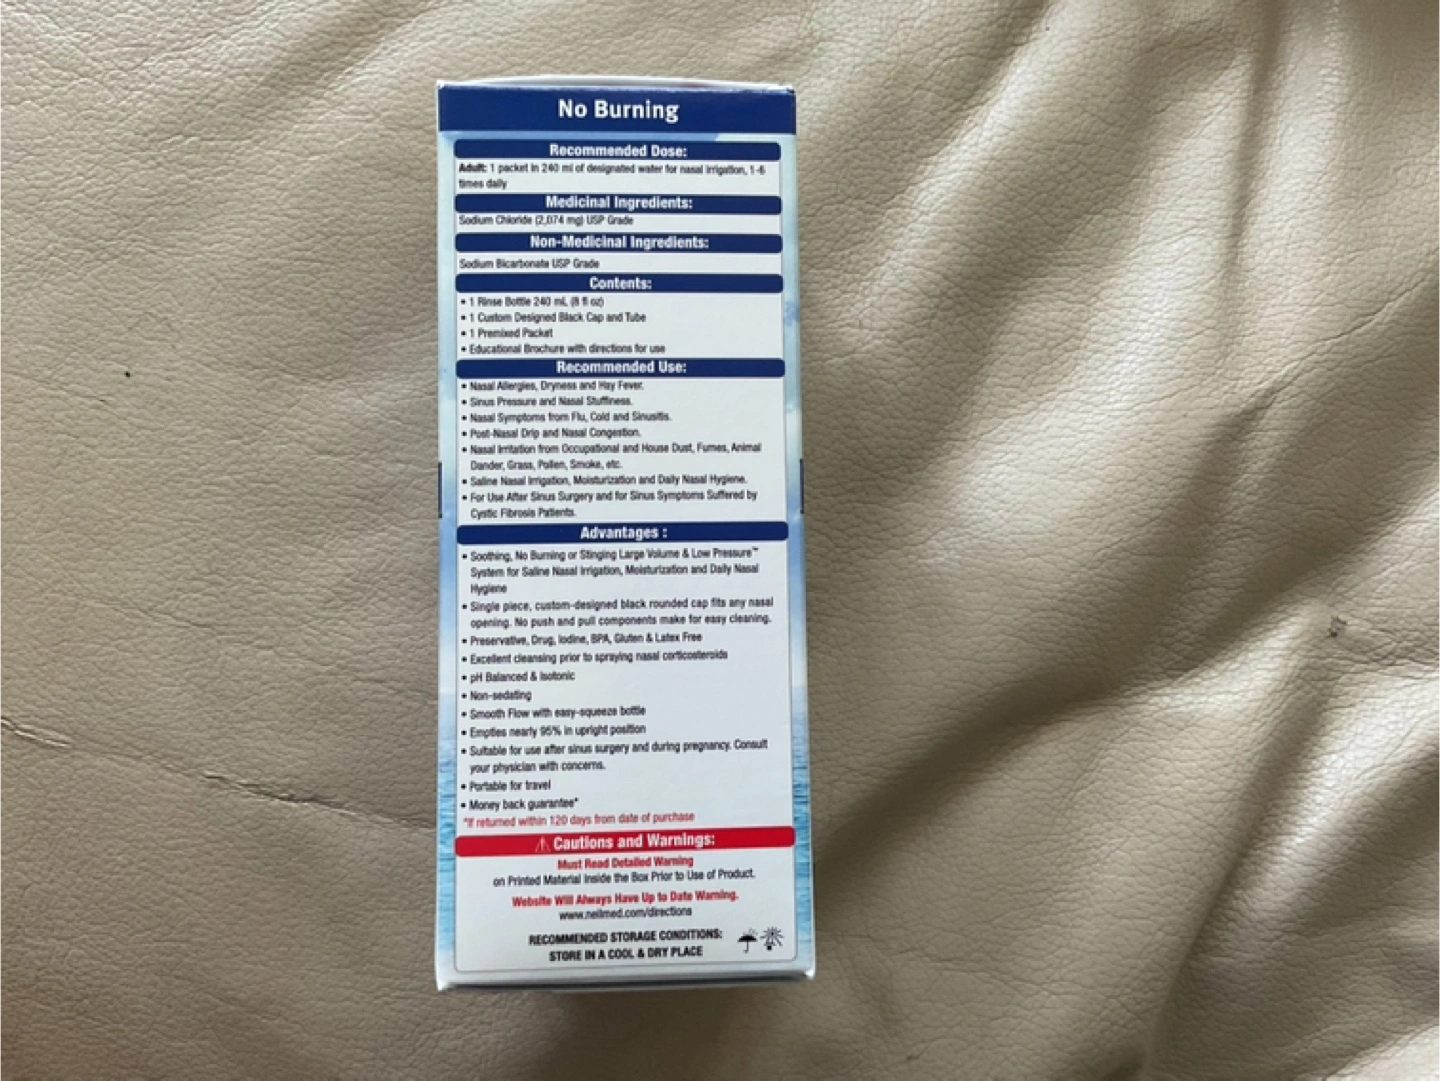 No Burning
Recommended Dose:
Adult: 1 packet in 240 ml of designated water for nasal irrigation, 1-6
times daily
Medicinal Ingredients:
Sodium Chloride (2,074 mg) USP Grade
Non-Medicinal Ingredients:
Sodium Bicarbonate USP Grade
Contents:
• 1 Rinse Bottle 240 mL (8 fl oz)
• 1 Custom Designed Black Cap and Tube
• 1 Premixed Packet
• Educational Brochure with directions for use
Recommended Use:
• Nasal Allergies, Dryness and Hay Fever.
• Sinus Pressure and Nasal Stuffiness.
• Nasal Symptoms from Flu, Cold and Sinusitis.
• Post-Nasal Drip and Nasal Congestion.
• Nasal Irritation from Occupational and House Dust, Fumes, Animal
Dander, Grass, Pollen, Smoke, etc.
• Saline Nasal Irrigation, Moisturization and Daily Nasal Hygiene.
• For Use After Sinus Surgery and for Sinus Symptoms Suffered by
Cystic Fibrosis Patients.
Advantages :
• Soothing, No Burning or Stinging Large Volume & Low Pressure™
System for Saline Nasal Irrigation, Moisturization and Daily Nasal
Hygiene
• Single piece, custom-designed black rounded cap fits any nasal
opening. No push and pull components make for easy cleaning.
• Preservative, Drug, Iodine, BPA, Gluten & Latex Free
• Excellent cleansing prior to spraying nasal corticosteroids
• pH Balanced & Isotonic
• Non-sedating
• Smooth Flow with easy-squeeze bottle
• Empties nearly 95% in upright position
• Suitable for use after sinus surgery and during pregnancy. Consult
your physician with concerns.
• Portable for travel
• Money back guarantee*
*If returned within 120 days from date of purchase
Cautions and Warnings:
Must Read Detailed Warning
on Printed Material Inside the Box Prior to Use of Product.
Website Will Always Have Up to Date Warning.
www.neilmed.com/directions
RECOMMENDED STORAGE CONDITIONS:
STORE IN A COOL & DRY PLACE